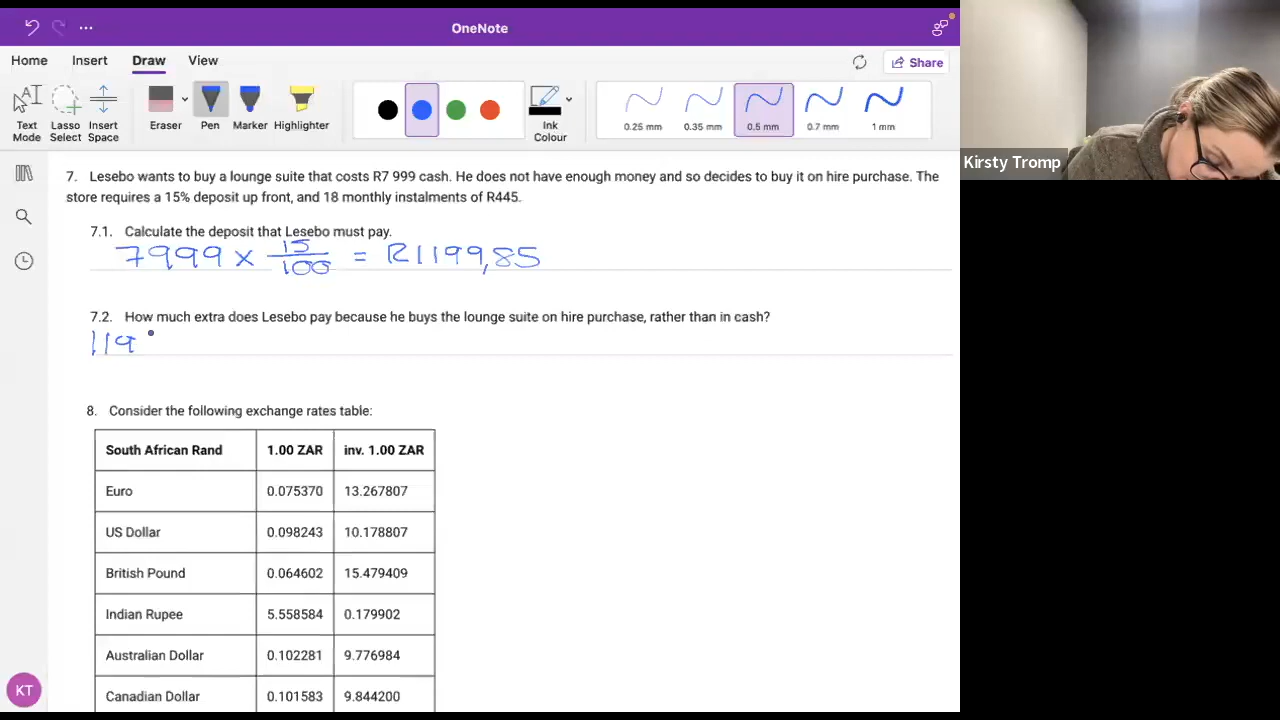 OneNote
Home Insert Draw View
Share
Text Mode
Lasso Select
Insert Space
Eraser
Pen
Marker
Highlighter
Ink Colour
0.25 mm
0.35 mm
0.5 mm
0.7 mm
1 mm
Kirsty Tromp
7. Lesebo wants to buy a lounge suite that costs R7 999 cash. He does not have enough money and so decides to buy it on hire purchase. The
store requires a 15% deposit up front, and 18 monthly instalments of R445.
7.1. Calculate the deposit that Lesebo must pay.
7999 × 15/100 = R1199,85
7.2. How much extra does Lesebo pay because he buys the lounge suite on hire purchase, rather than in cash?
119
8. Consider the following exchange rates table:
South African Rand 1.00 ZAR inv. 1.00 ZAR
Euro 0.075370 13.267807
US Dollar 0.098243 10.178807
British Pound 0.064602 15.479409
Indian Rupee 5.558584 0.179902
Australian Dollar 0.102281 9.776984
Canadian Dollar 0.101583 9.844200
KT